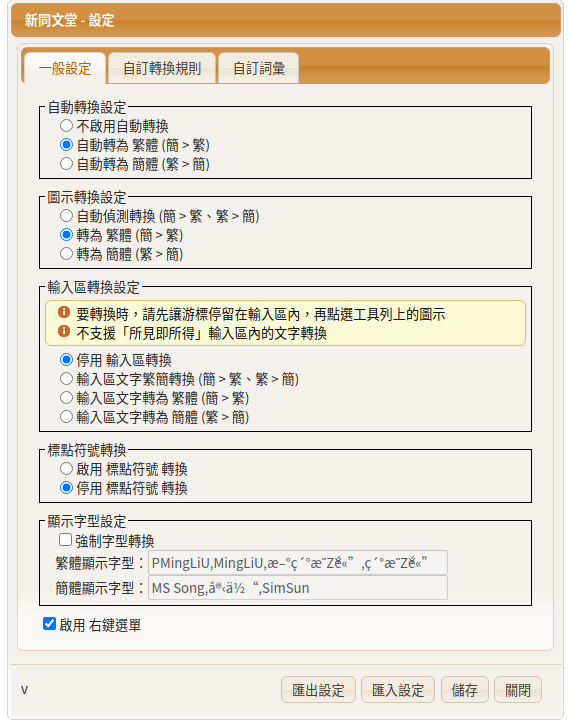 新同文堂 - 設定
一般設定 自訂轉換規則 自訂詞彙
自動轉換設定
不啟用自動轉換
自動轉為 繁體 (簡 > 繁)
自動轉為 簡體 (繁 > 簡)
圖示轉換設定
自動偵測轉換 (簡 > 繁、繁 > 簡)
轉為 繁體 (簡 > 繁)
轉為 簡體 (繁 > 簡)
輸入區轉換設定
要轉換時，請先讓游標停留在輸入區內，再點選工具列上的圖示
不支援「所見即所得」輸入區內的文字轉換
停用 輸入區轉換
輸入區文字繁簡轉換 (簡 > 繁、繁 > 簡)
輸入區文字轉為 繁體 (簡 > 繁)
輸入區文字轉為 簡體 (繁 > 簡)
標點符號轉換
啟用 標點符號 轉換
停用 標點符號 轉換
顯示字型設定
強制字型轉換
繁體顯示字型： PMingLiU,MingLiU,
簡體顯示字型： MS Song,å®‹ä½“,SimSun
啟用 右鍵選單
v 匯出設定 匯入設定 儲存 關閉